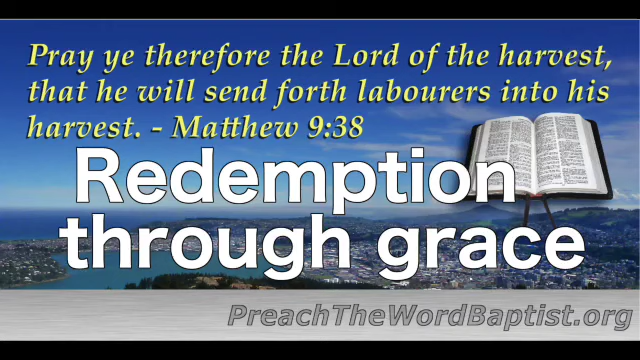 Pray ye therefore the Lord of the harvest,
that he will send forth labourers into his
harvest. - Matthew 9:38
Redemption
through grace
PreachTheWordBaptist.org